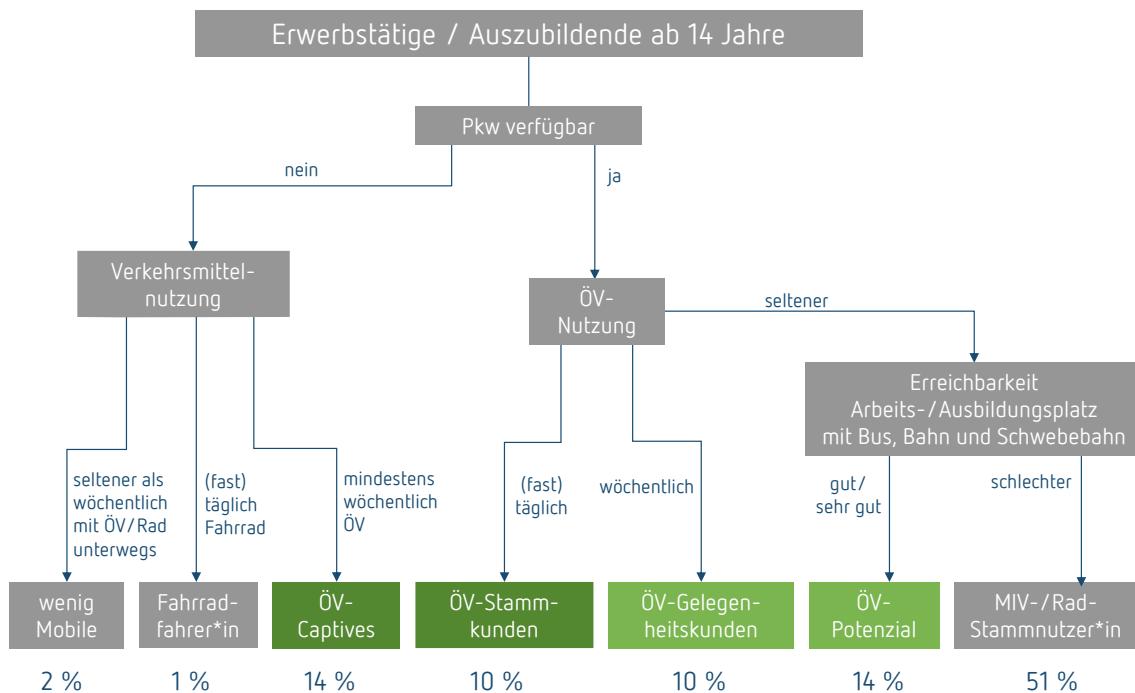 Erwerbstätige / Auszubildende ab 14 Jahre
Pkw verfügbar
nein
ja
Verkehrsmittel-
nutzung
ÖV-
Nutzung
seltener
Erreichbarkeit
Arbeits-/Ausbildungsplatz
mit Bus, Bahn und Schwebebahn
seltener als
wöchentlich
mit ÖV/Rad
unterwegs
(fast)
täglich
Fahrrad
mindestens
wöchentlich
ÖV
(fast)
täglich
wöchentlich
gut/
sehr gut
schlechter
wenig
Mobile
Fahrrad-
fahrer*in
ÖV-
Captives
ÖV-Stamm-
kunden
ÖV-Gelegen-
heitskunden
ÖV-
Potenzial
MIV-/Rad-
Stammnutzer*in
2 %
1 %
14 %
10 %
10 %
14 %
51 %